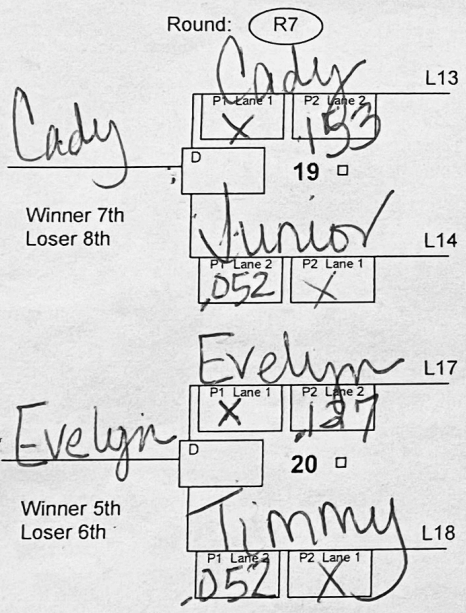 Round: R7
Cady L13
P1 Lane 1 P2 Lane 2
X .153
Cady
D 19
Winner 7th
Loser 8th
Junior L14
P1 Lane 2 P2 Lane 1
.052 X
Evelyn L17
P1 Lane 1 P2 Lane 2
X .127
Evelyn
D 20
Winner 5th
Loser 6th
Timmy L18
P1 Lane 2 P2 Lane 1
.052 X